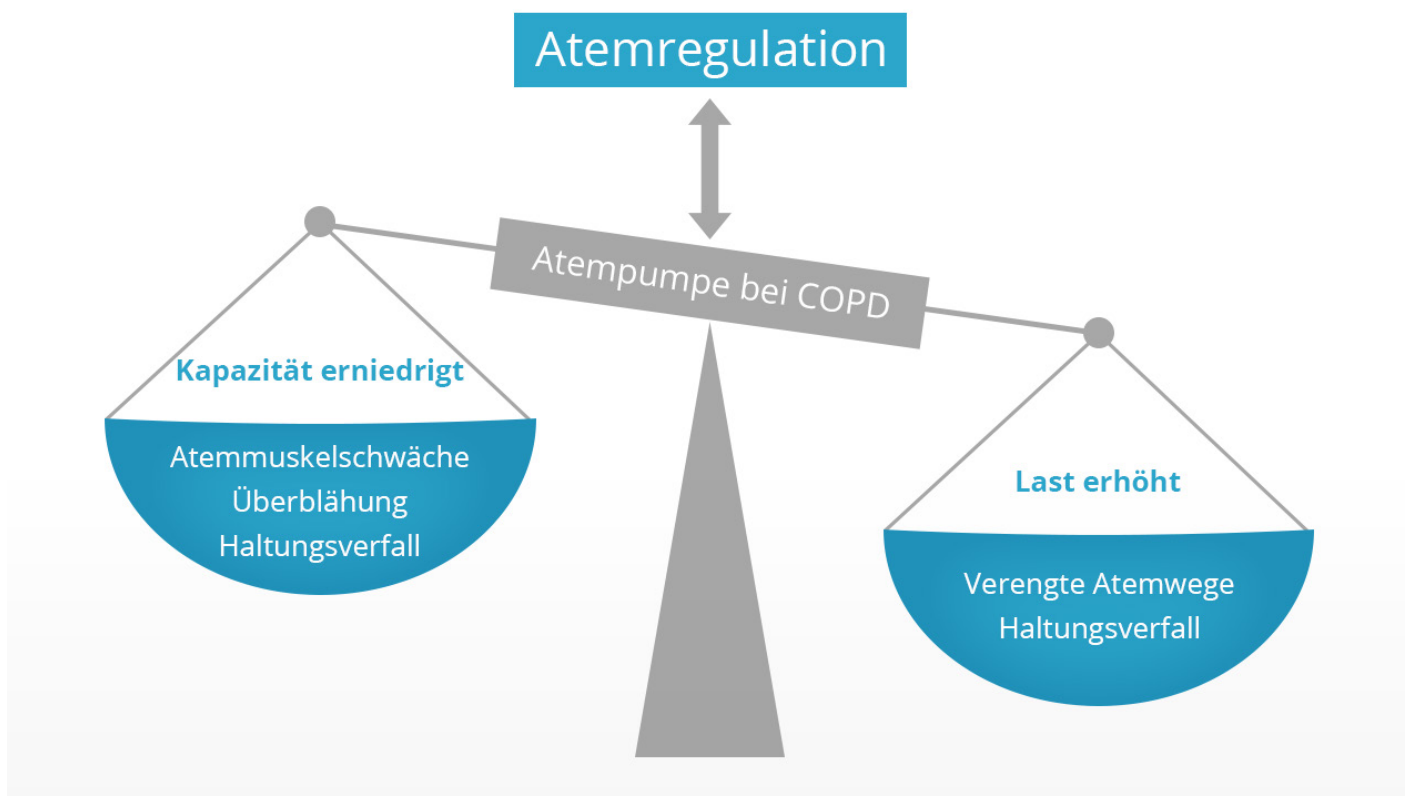 Atemregulation
Atempumpe bei COPD
Kapazität erniedrigt
Atemmuskelschwäche
Überblähung
Haltungsverfall
Last erhöht
Verengte Atemwege
Haltungsverfall